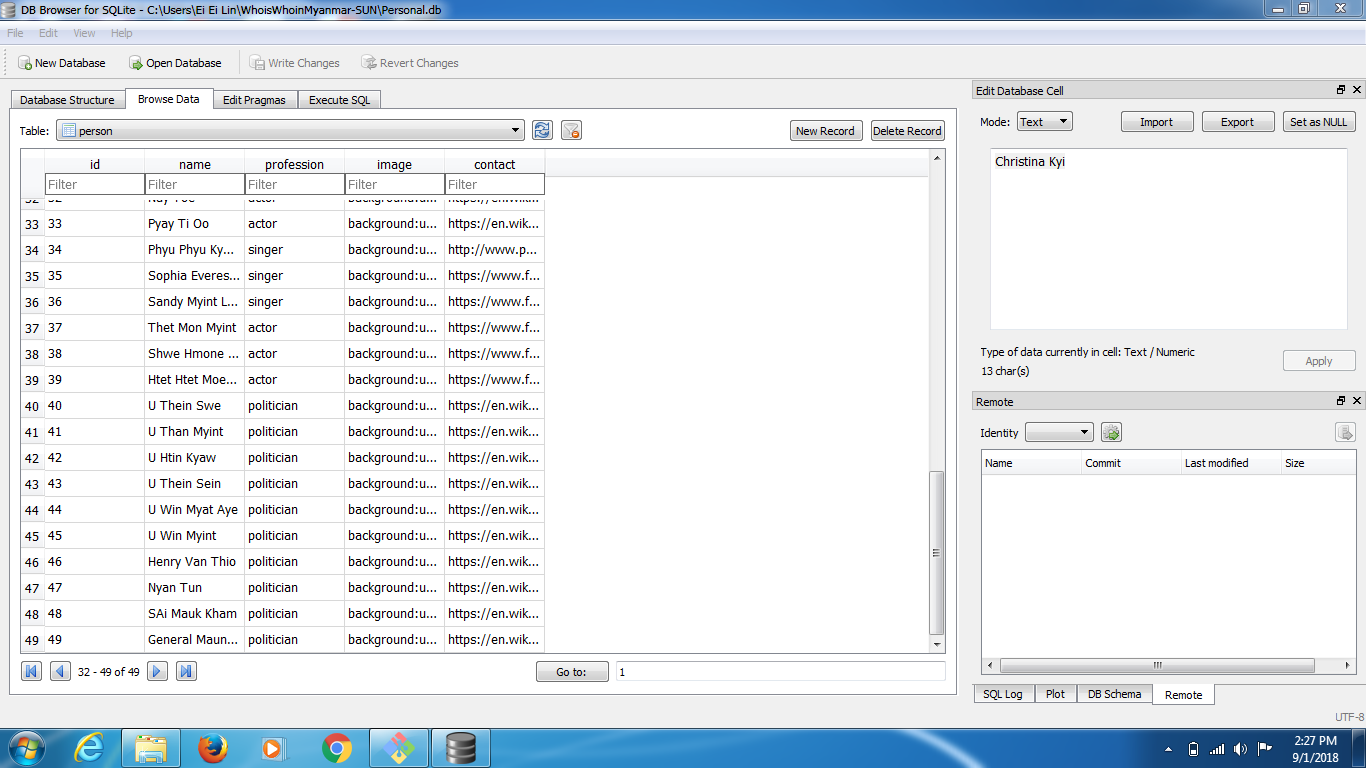 DB Browser for SQLite - C:\Users\Ei Ei Lin\WhoisWhoinMyanmar-SUN\Personal.db
File Edit View Help
New Database Open Database Write Changes Revert Changes
Database Structure Browse Data Edit Pragmas Execute SQL
Table: person New Record Delete Record
id name profession image contact
Filter Filter Filter Filter Filter
33 33 Pyay Ti Oo actor background:u... https://en.wik...
34 34 Phyu Phyu Ky... singer background:u... http://www.p...
35 35 Sophia Everes... singer background:u... https://www.f...
36 36 Sandy Myint L... singer background:u... https://www.f...
37 37 Thet Mon Myint actor background:u... https://www.f...
38 38 Shwe Hmone ... actor background:u... https://www.f...
39 39 Htet Htet Moe... actor background:u... https://www.f...
40 40 U Thein Swe politician background:u... https://en.wik...
41 41 U Than Myint politician background:u... https://en.wik...
42 42 U Htin Kyaw politician background:u... https://en.wik...
43 43 U Thein Sein politician background:u... https://en.wik...
44 44 U Win Myat Aye politician background:u... https://en.wik...
45 45 U Win Myint politician background:u... https://en.wik...
46 46 Henry Van Thio politician background:u... https://en.wik...
47 47 Nyan Tun politician background:u... https://en.wik...
48 48 SAi Mauk Kham politician background:u... https://en.wik...
49 49 General Maun... politician background:u... https://en.wik...
32 - 49 of 49 Go to: 1
Edit Database Cell
Mode: Text Import Export Set as NULL
Christina Kyi
Type of data currently in cell: Text / Numeric
13 char(s)
Apply
Remote
Identity
Name Commit Last modified Size
SQL Log Plot DB Schema Remote
UTF-8
2:27 PM
9/1/2018